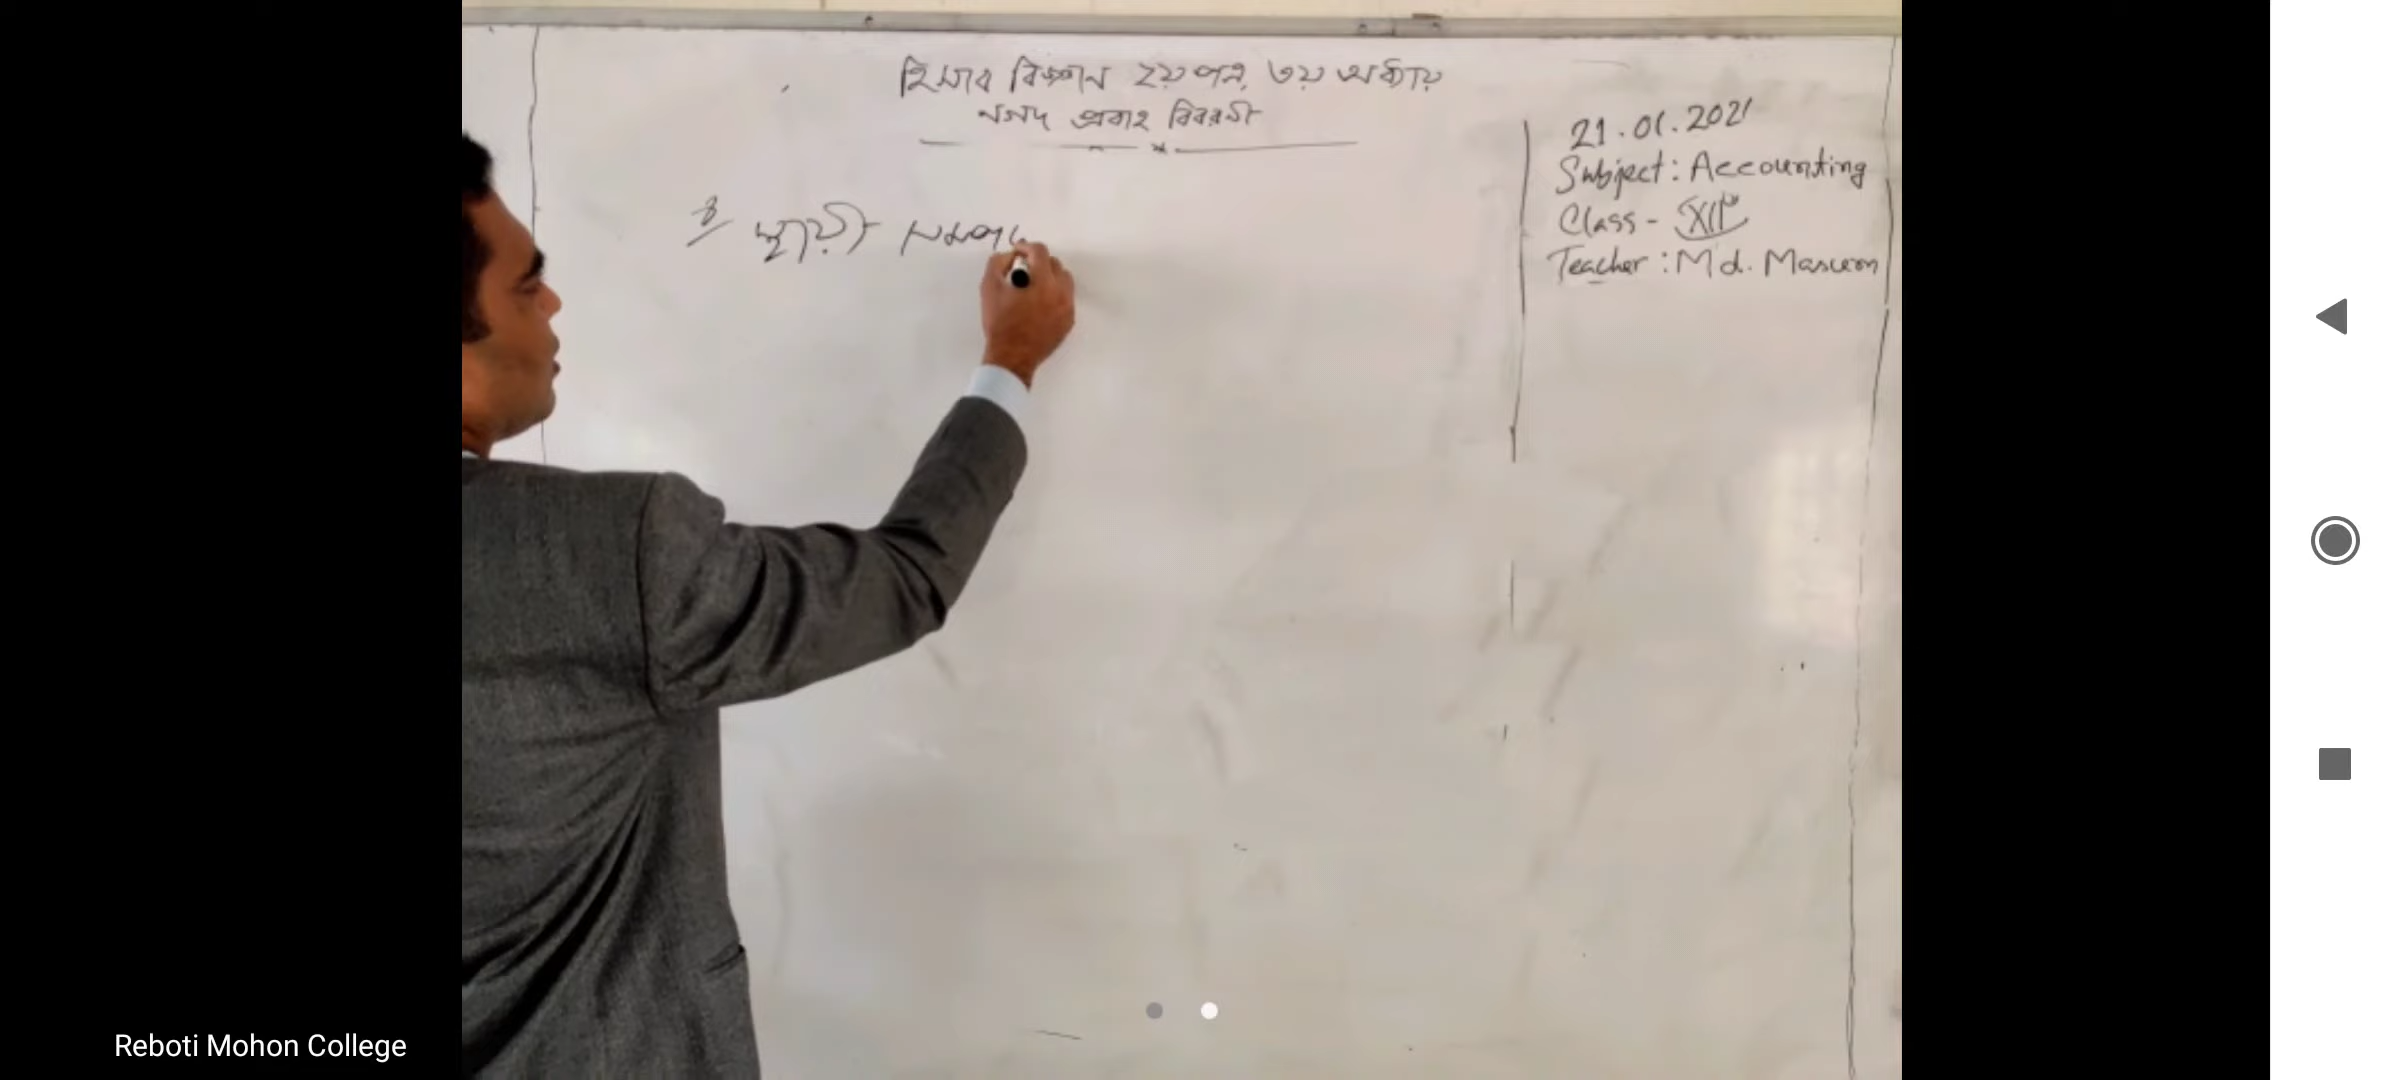 হিসাব বিজ্ঞান ২য় পত্র, ৩য় অধ্যায়
নগদ প্রবাহ বিবরণী
21.01.2021
Subject: Accounting
Class - XII
Teacher: Md. Masum
স্থায়ী
Reboti Mohon College